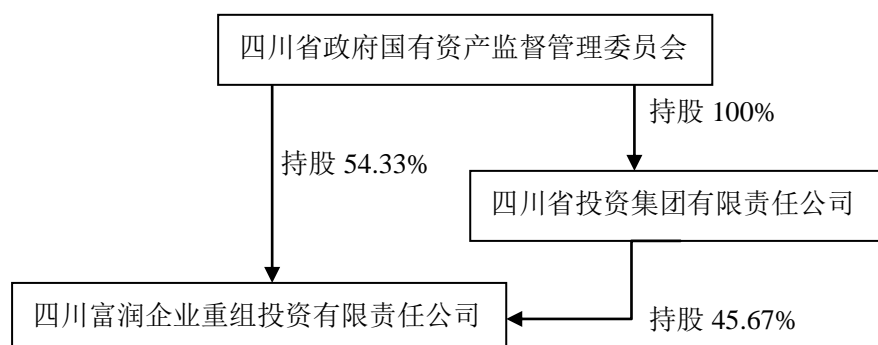 四川省政府国有资产监督管理委员会
持股 100%
持股 54.33%
四川省投资集团有限责任公司
四川富润企业重组投资有限责任公司
持股 45.67%